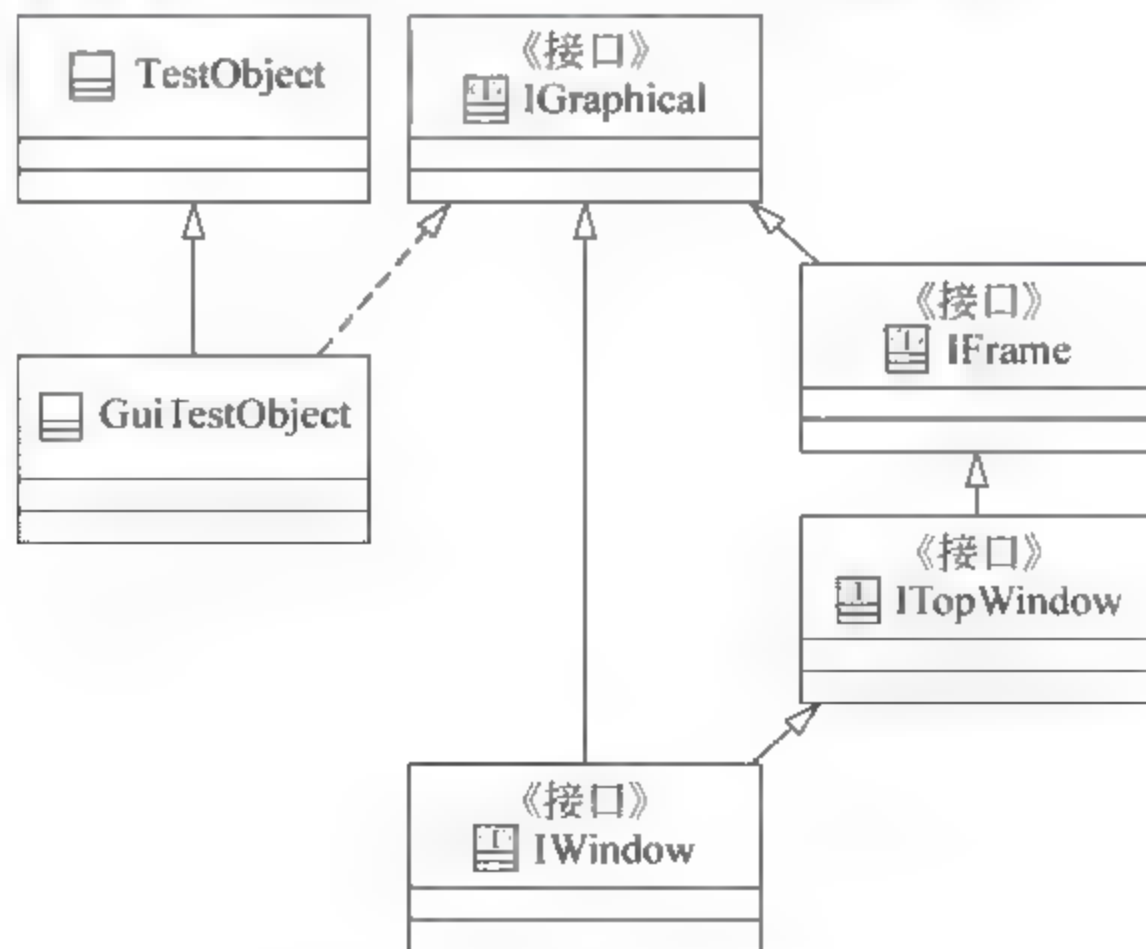 TestObject
《接口》
IGraphical
《接口》
IFrame
GuiTestObject
《接口》
ITopWindow
《接口》
IWindow